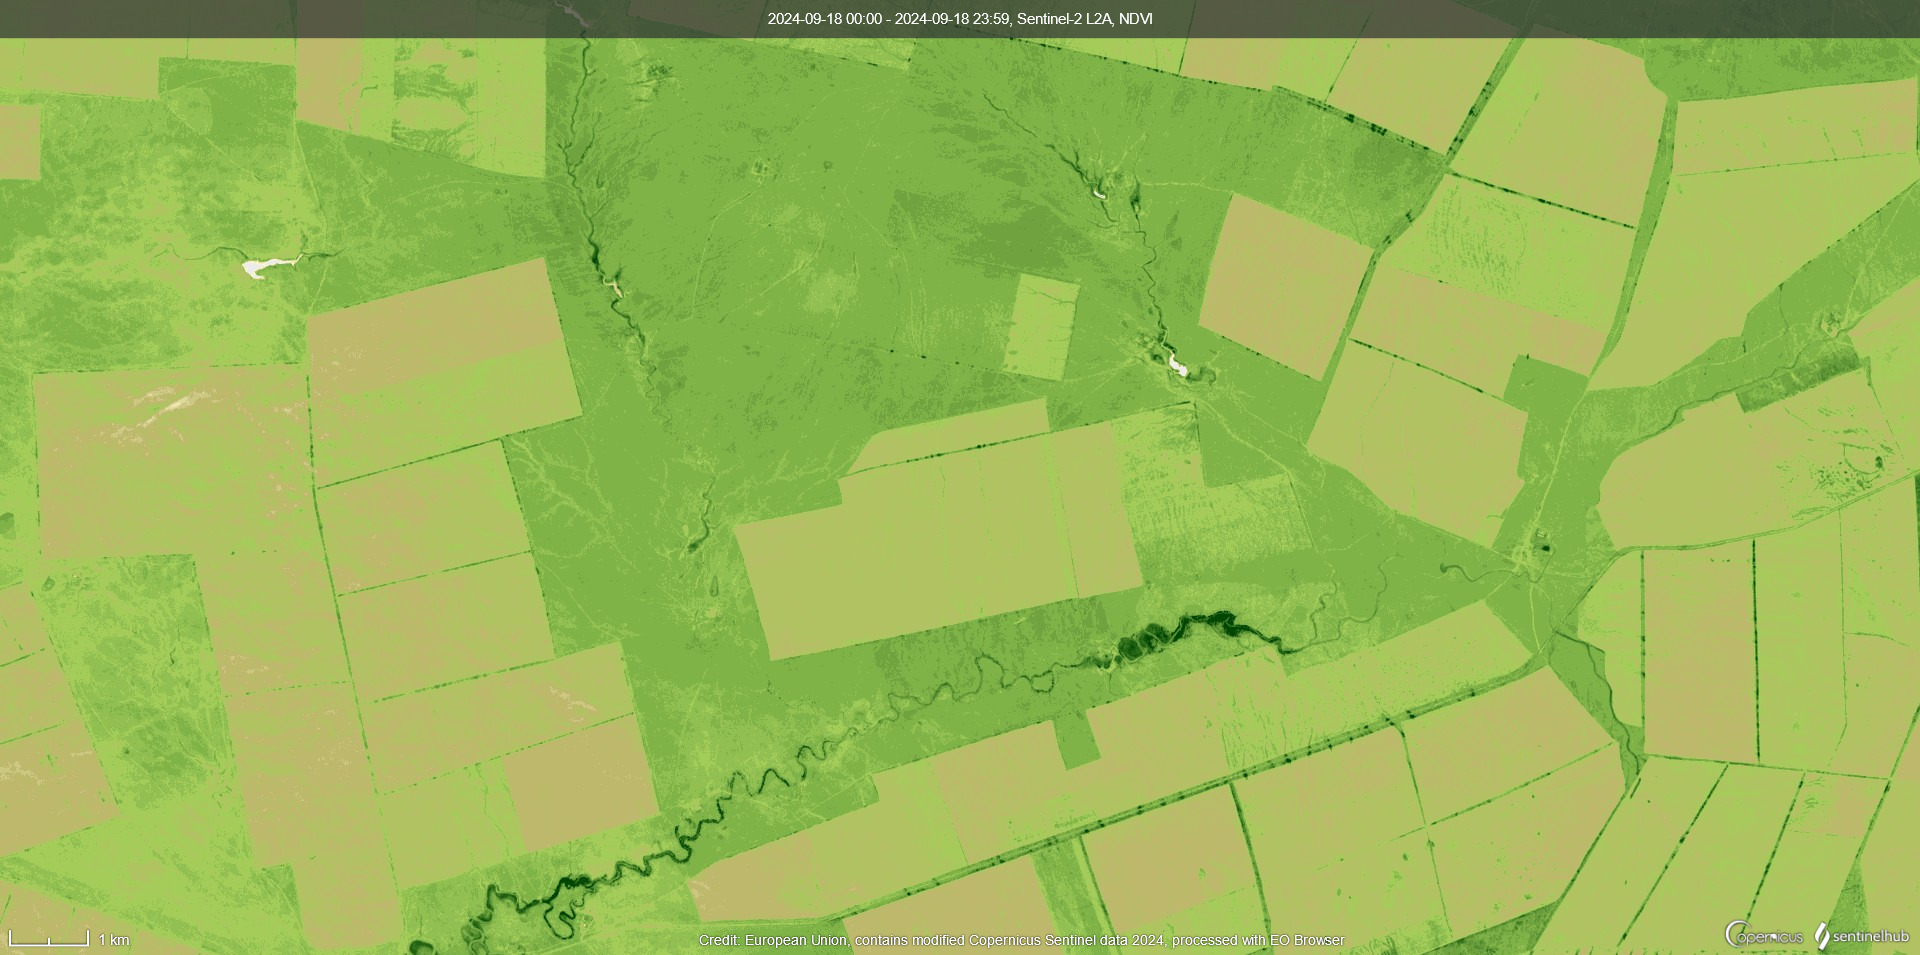 2024-09-18 00:00 - 2024-09-18 23:59, Sentinel-2 L2A, NDVI
1 km
Credit: European Union, contains modified Copernicus Sentinel data 2024, processed with EO Browser
opernicus
sentinelhub